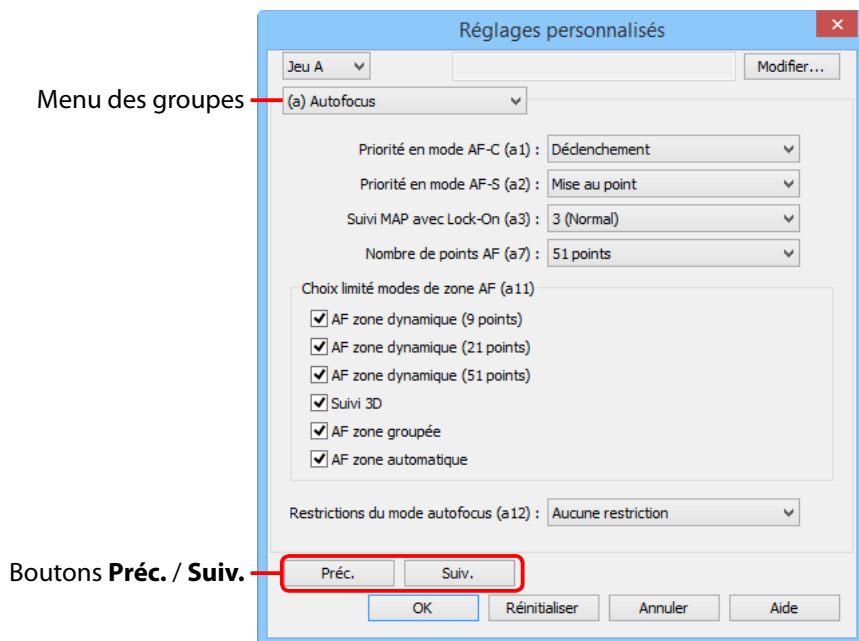 Réglages personnalisés
Jeu A Modifier...
Menu des groupes (a) Autofocus
Priorité en mode AF-C (a1) : Déclenchement
Priorité en mode AF-S (a2) : Mise au point
Suivi MAP avec Lock-On (a3) : 3 (Normal)
Nombre de points AF (a7) : 51 points
Choix limité modes de zone AF (a11)
AF zone dynamique (9 points)
AF zone dynamique (21 points)
AF zone dynamique (51 points)
Suivi 3D
AF zone groupée
AF zone automatique
Restrictions du mode autofocus (a12) : Aucune restriction
Boutons Préc. / Suiv. Préc. Suiv.
OK Réinitialiser Annuler Aide